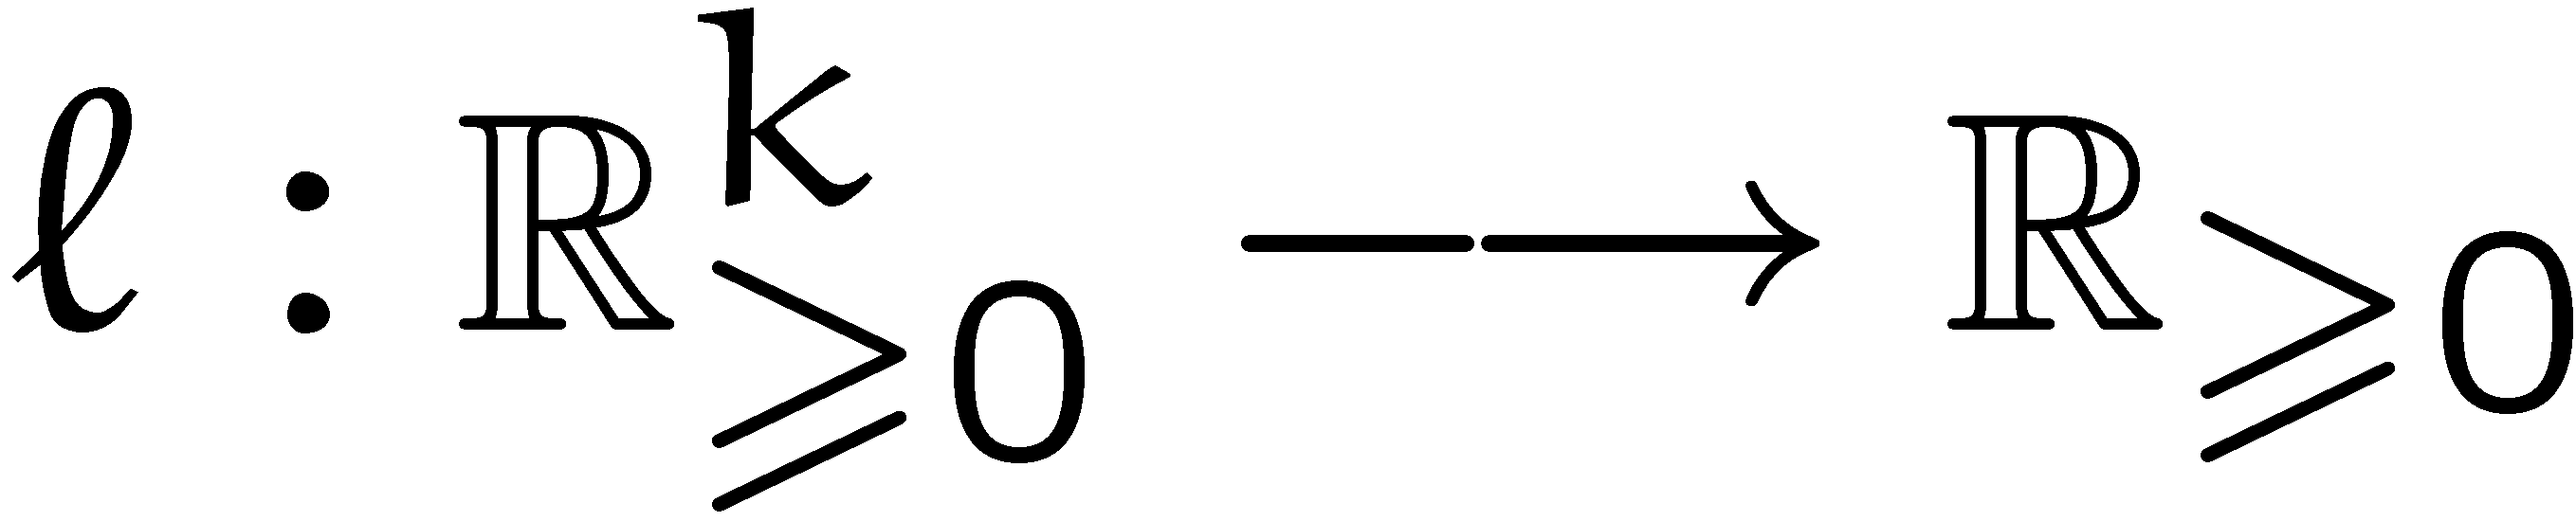 ℓ : ℝ^k_⩾0 ⟶ ℝ_⩾0